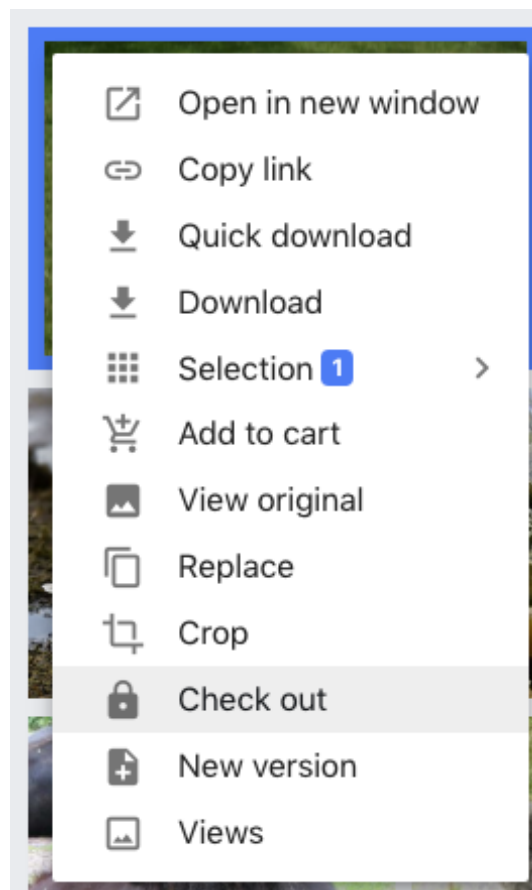 Open in new window
Copy link
Quick download
Download
Selection 1
Add to cart
View original
Replace
Crop
Check out
New version
Views